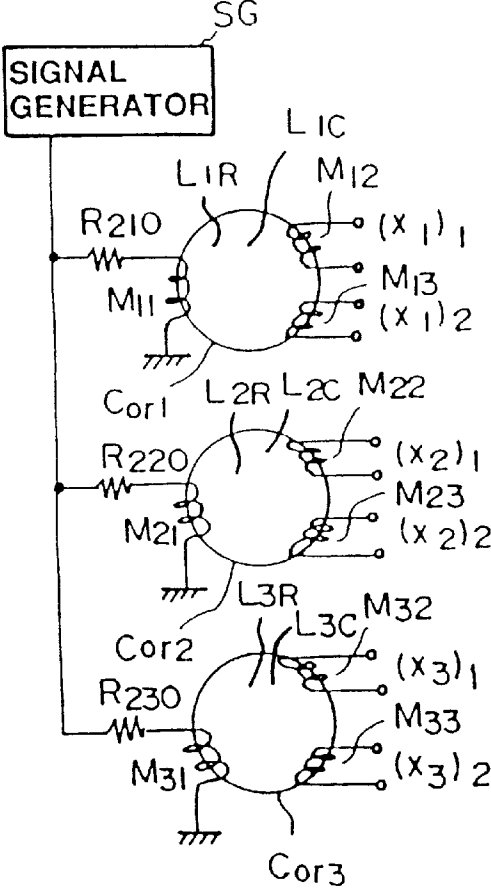 SG
SIGNAL
GENERATOR
L1C
L1R
M12
R210
(x1)1
M11
M13
(x1)2
Cor1
L2R
L2C
M22
R220
(x2)1
M21
M23
(x2)2
Cor2
L3R
L3C
M32
R230
(x3)1
M31
M33
(x3)2
Cor3